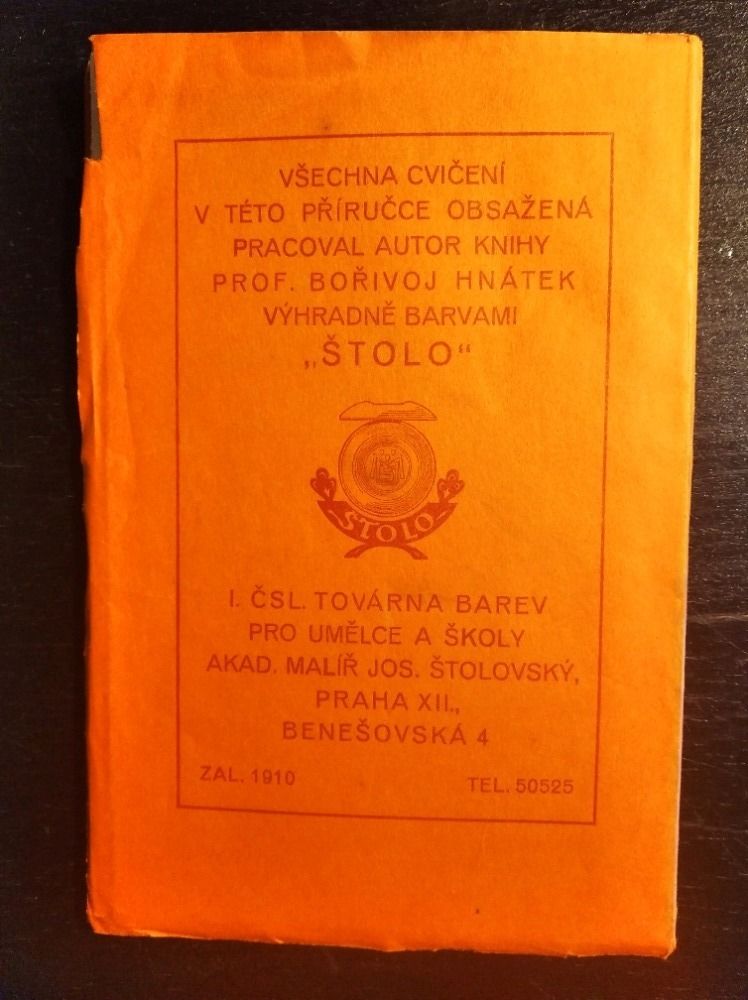 VŠECHNA CVIČENÍ
V TÉTO PŘÍRUČCE OBSAŽENÁ
PRACOVAL AUTOR KNIHY
PROF. BOŘIVOJ HNÁTEK
VÝHRADNĚ BARVAMI
„ŠTOLO“
ŠTOLO
I. ČSL. TOVÁRNA BAREV
PRO UMĚLCE A ŠKOLY
AKAD. MALÍŘ JOS. ŠTOLOVSKÝ,
PRAHA XII.,
BENEŠOVSKÁ 4
ZAL. 1910 TEL. 50525